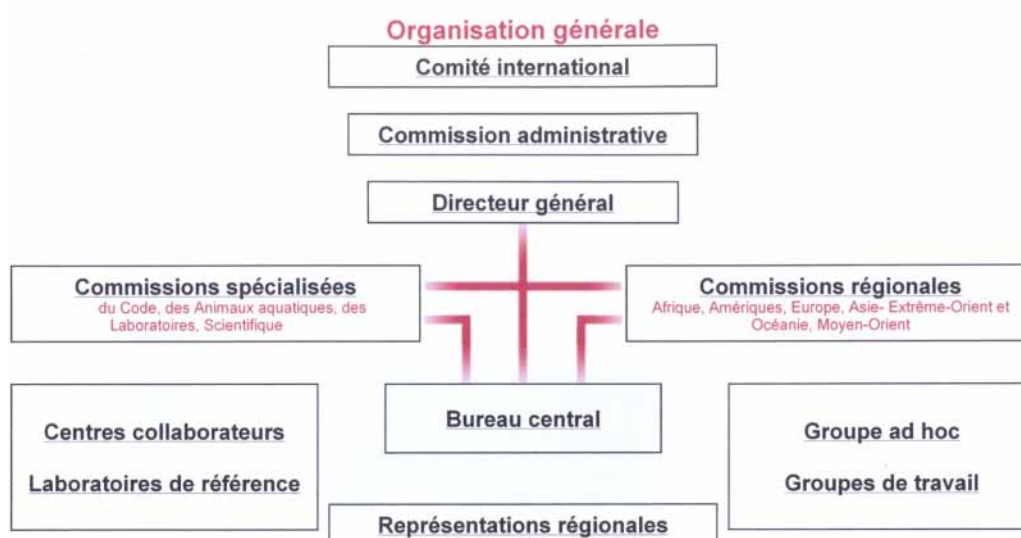 Organisation générale
Comité international
Commission administrative
Directeur général
Commissions spécialisées
du Code, des Animaux aquatiques, des
Laboratoires, Scientifique
Commissions régionales
Afrique, Amériques, Europe, Asie- Extrême-Orient et
Océanie, Moyen-Orient
Centres collaborateurs
Laboratoires de référence
Bureau central
Groupe ad hoc
Groupes de travail
Représentations régionales